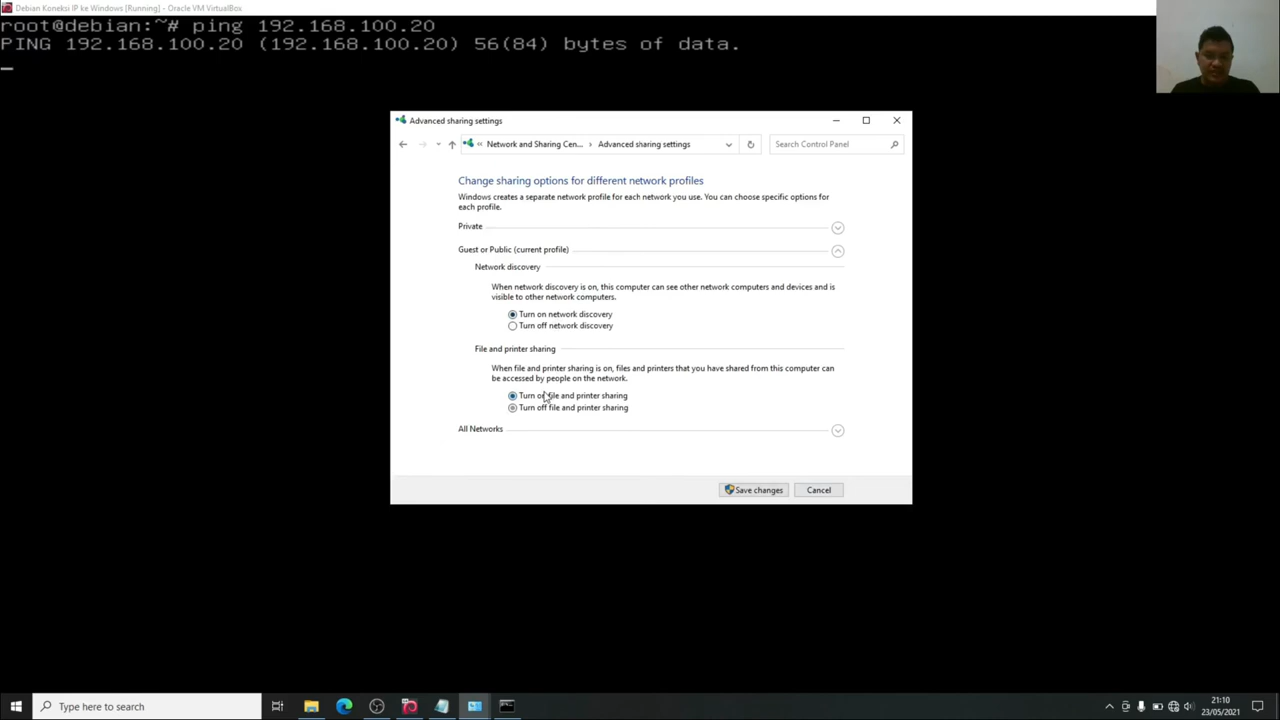 Debian Koneksi IP ke Windows [Running] - Oracle VM VirtualBox
root@debian:~# ping 192.168.100.20
PING 192.168.100.20 (192.168.100.20) 56(84) bytes of data.
Advanced sharing settings
« Network and Sharing Cen... › Advanced sharing settings
Search Control Panel
Change sharing options for different network profiles
Windows creates a separate network profile for each network you use. You can choose specific options for
each profile.
Private
Guest or Public (current profile)
Network discovery
When network discovery is on, this computer can see other network computers and devices and is
visible to other network computers.
Turn on network discovery
Turn off network discovery
File and printer sharing
When file and printer sharing is on, files and printers that you have shared from this computer can
be accessed by people on the network.
Turn on file and printer sharing
Turn off file and printer sharing
All Networks
Save changes
Cancel
Type here to search
21:10
23/05/2021